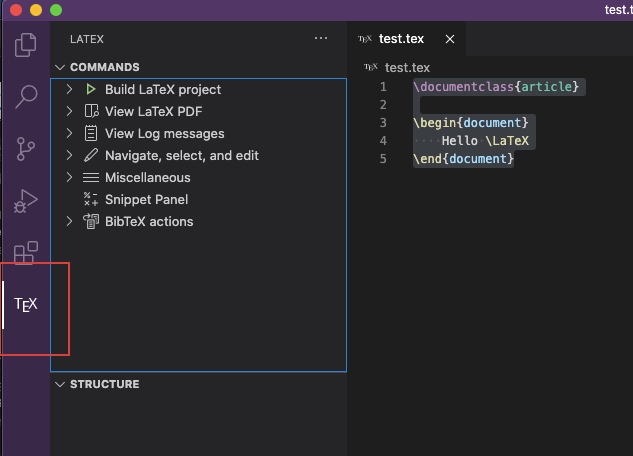 test.t
LATEX
...
COMMANDS
Build LaTeX project
View LaTeX PDF
View Log messages
Navigate, select, and edit
Miscellaneous
Snippet Panel
BibTeX actions
TEX
STRUCTURE
TEX test.tex
TEX test.tex
1 \documentclass{article}
2
3 \begin{document}
4 ····Hello·\LaTeX
5 \end{document}